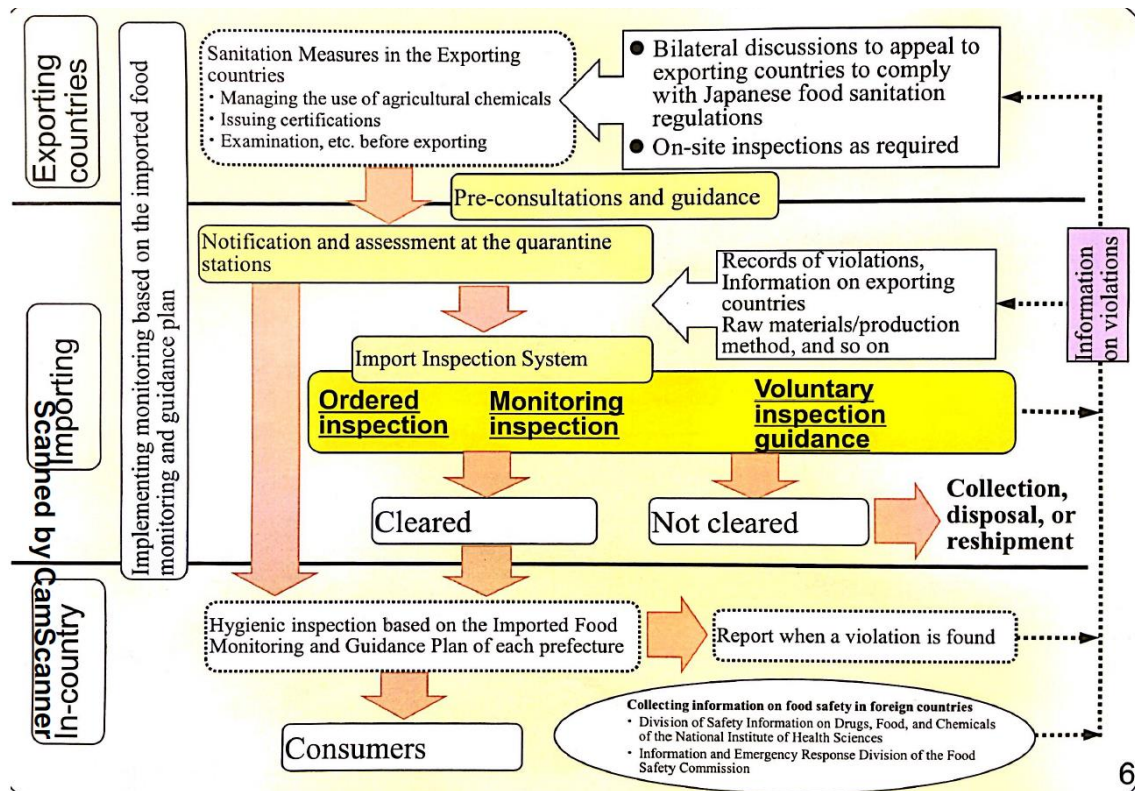 Exporting
countries
Implementing monitoring based on the imported food
monitoring and guidance plan
Sanitation Measures in the Exporting
countries
・Managing the use of agricultural chemicals
・Issuing certifications
・Examination, etc. before exporting
● Bilateral discussions to appeal to
exporting countries to comply
with Japanese food sanitation
regulations
● On-site inspections as required
Pre-consultations and guidance
Notification and assessment at the quarantine
stations
Records of violations,
Information on exporting
countries
Raw materials/production
method, and so on
Information
on violations
Importing
Import Inspection System
Ordered
inspection
Monitoring
inspection
Voluntary
inspection
guidance
Cleared
Not cleared
Collection,
disposal, or
reshipment
In-country
Hygienic inspection based on the Imported Food
Monitoring and Guidance Plan of each prefecture
Report when a violation is found
Consumers
Collecting information on food safety in foreign countries
• Division of Safety Information on Drugs, Food, and Chemicals
of the National Institute of Health Sciences
• Information and Emergency Response Division of the Food
Safety Commission
6
Scanned by CamScanner